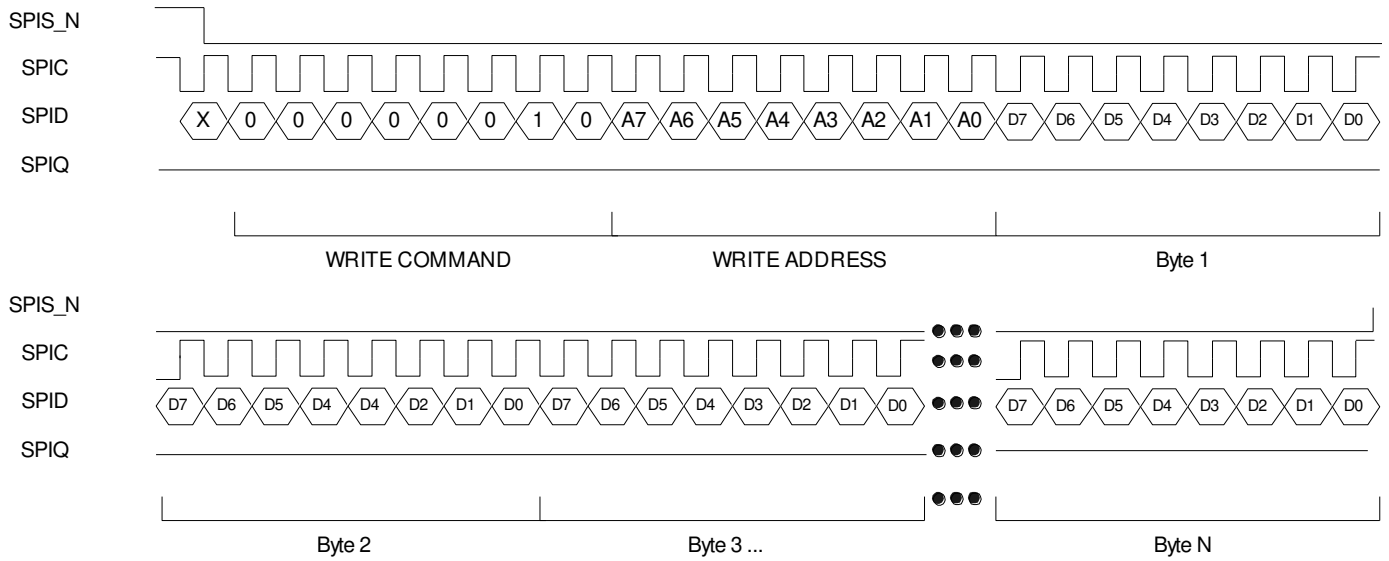 SPIS_N
SPIC
SPID X 0 0 0 0 0 0 1 0 A7 A6 A5 A4 A3 A2 A1 A0 D7 D6 D5 D4 D3 D2 D1 D0
SPIQ
WRITE COMMAND WRITE ADDRESS Byte 1
SPIS_N
SPIC
SPID D7 D6 D5 D4 D4 D2 D1 D0 D7 D6 D5 D4 D3 D2 D1 D0 D7 D6 D5 D4 D3 D2 D1 D0
SPIQ
Byte 2 Byte 3 ... Byte N